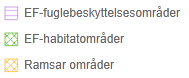 EF-fuglebeskyttelsesområder
EF-habitatområder
Ramsar områder